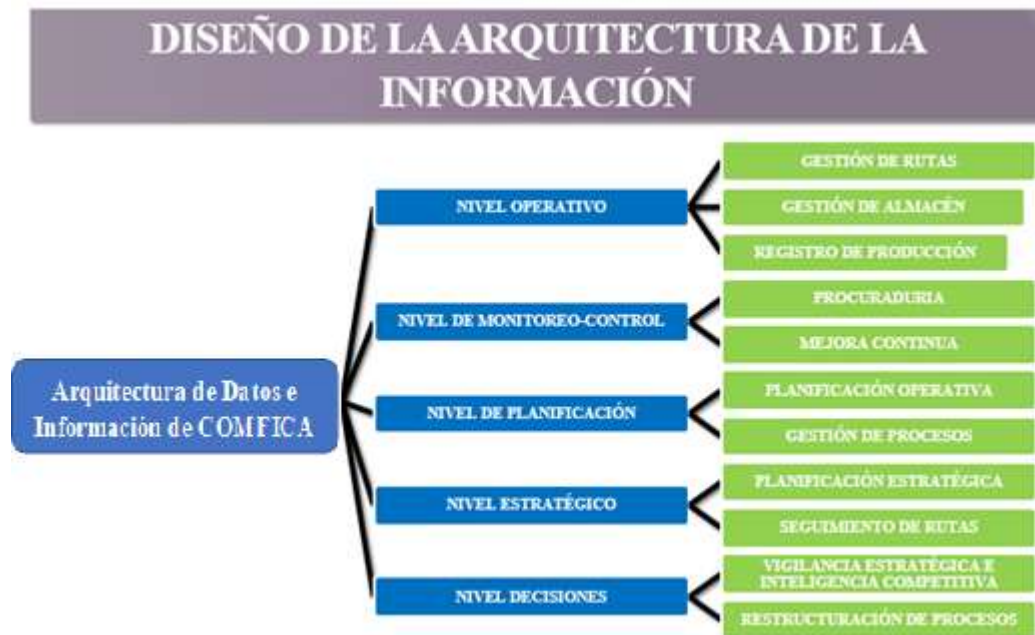 DISEÑO DE LA ARQUITECTURA DE LA
INFORMACIÓN
Arquitectura de Datos e
Información de COMFICA
NIVEL OPERATIVO
GESTIÓN DE RUTAS
GESTIÓN DE ALMACÉN
REGISTRO DE PRODUCCIÓN
NIVEL DE MONITOREO-CONTROL
PROCURADURIA
MEJORA CONTINUA
NIVEL DE PLANIFICACIÓN
PLANIFICACIÓN OPERATIVA
GESTIÓN DE PROCESOS
NIVEL ESTRATÉGICO
PLANIFICACIÓN ESTRATÉGICA
SEGUIMIENTO DE RUTAS
NIVEL DECISIONES
VIGILANCIA ESTRATÉGICA E
INTELIGENCIA COMPETITIVA
RESTRUCTURACIÓN DE PROCESOS